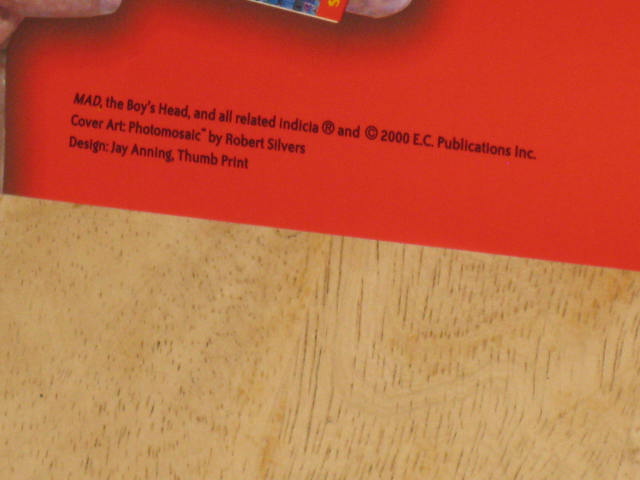 MAD, the Boy's Head, and all related indicia ® and © 2000 E.C. Publications Inc.
Cover Art: Photomosaic™ by Robert Silvers
Design: Jay Anning, Thumb Print